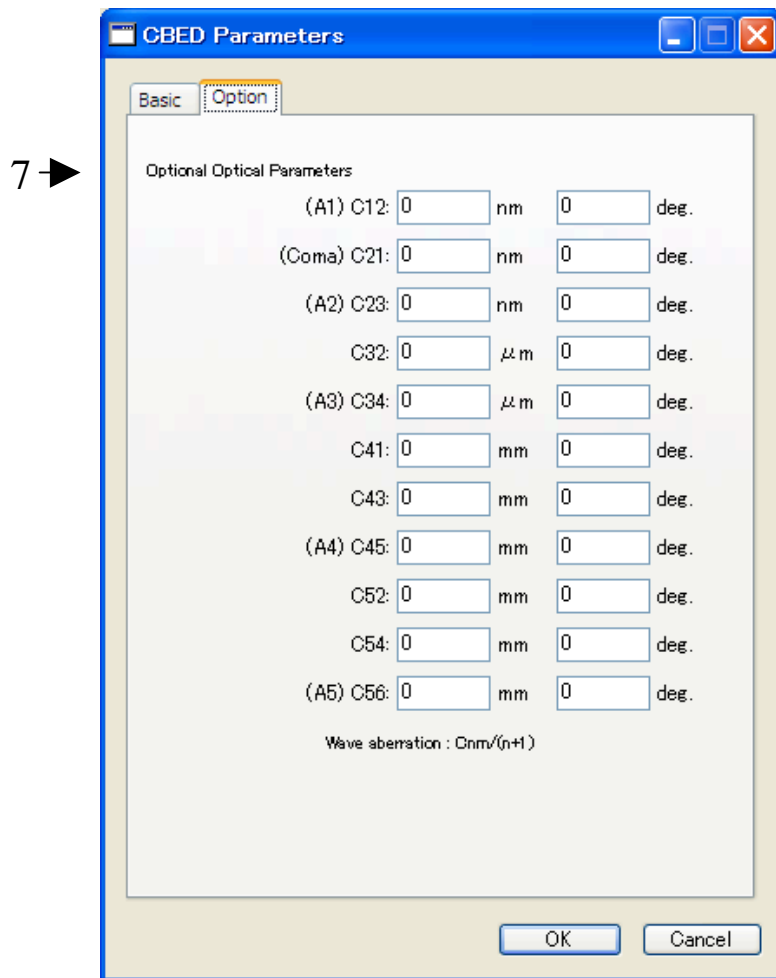 CBED Parameters
Basic Option
7
Optional Optical Parameters
(A1) C12: 0 nm 0 deg.
(Coma) C21: 0 nm 0 deg.
(A2) C23: 0 nm 0 deg.
C32: 0 μm 0 deg.
(A3) C34: 0 μm 0 deg.
C41: 0 mm 0 deg.
C43: 0 mm 0 deg.
(A4) C45: 0 mm 0 deg.
C52: 0 mm 0 deg.
C54: 0 mm 0 deg.
(A5) C56: 0 mm 0 deg.
Wave aberration : Cnm/(n+1)
OK Cancel